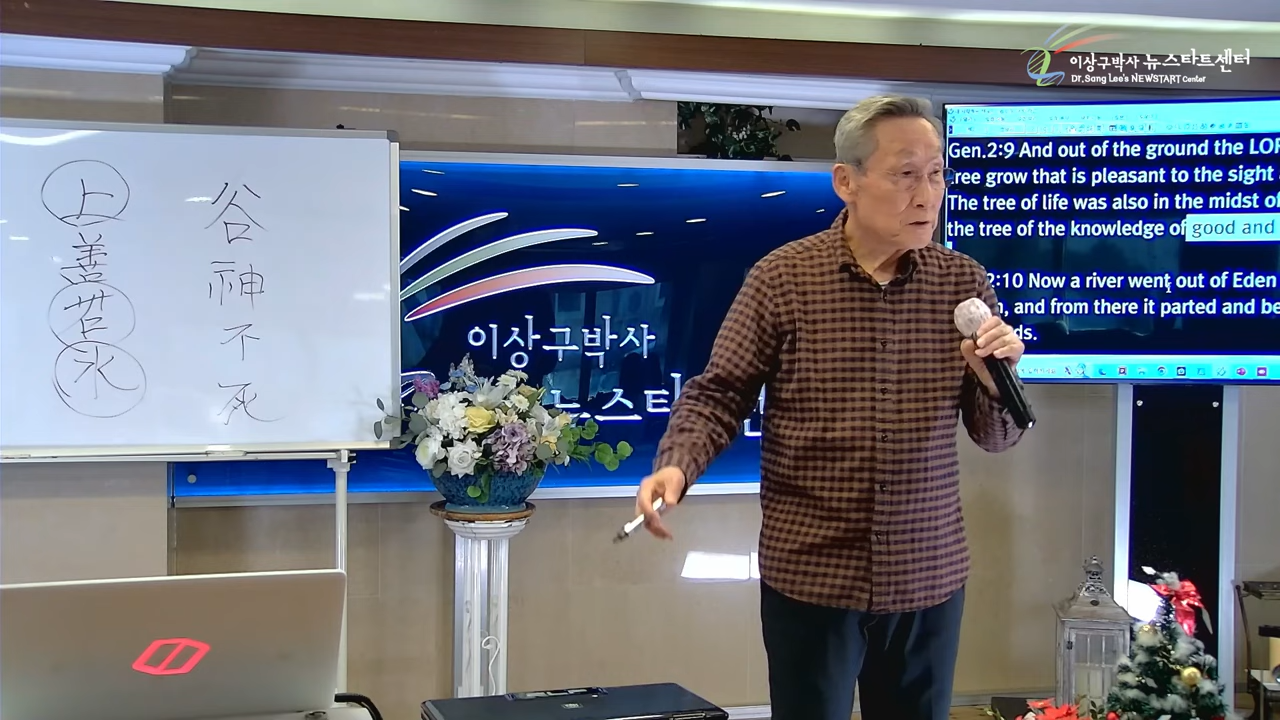 이상구박사 뉴스타트센터
Dr. Sang Lee's NEWSTART Center
上善若水
谷神不死
이상구박사
뉴스타
Gen.2:9 And out of the ground the LOR
tree grow that is pleasant to the sight
The tree of life was also in the midst of
the tree of the knowledge of good and
2:10 Now a river went out of Eden
and from there it parted and be
ds.